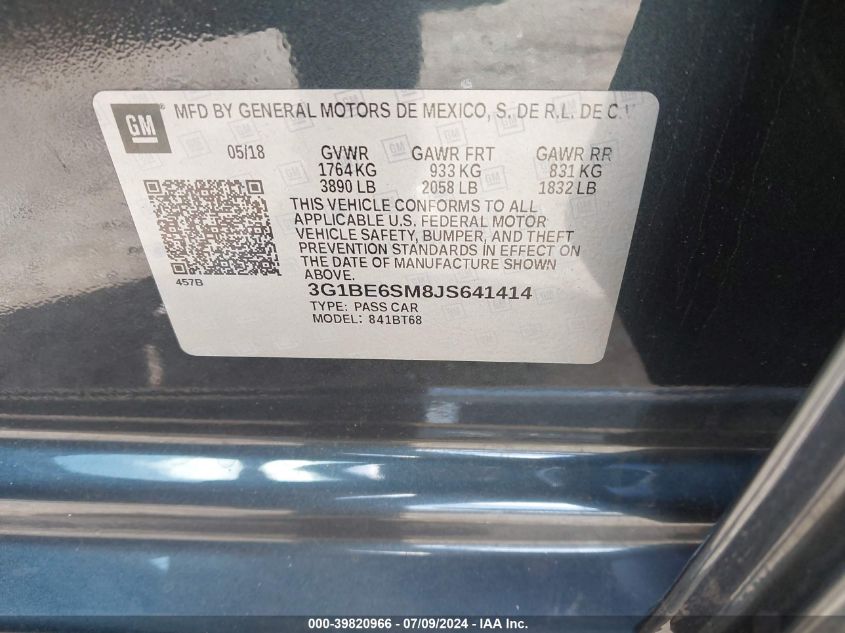 GM ® MFD BY GENERAL MOTORS DE MEXICO, S. DE R.L. DE C.V
05/18 GVWR GAWR FRT GAWR RR
1764 KG 933 KG 831 KG
3890 LB 2058 LB 1832 LB
THIS VEHICLE CONFORMS TO ALL
APPLICABLE U.S. FEDERAL MOTOR
VEHICLE SAFETY, BUMPER, AND THEFT
PREVENTION STANDARDS IN EFFECT ON
THE DATE OF MANUFACTURE SHOWN
ABOVE.
457B
3G1BE6SM8JS641414
TYPE: PASS CAR
MODEL: 841BT68
000-39820966 / 07/09/2024 - IAA Inc.